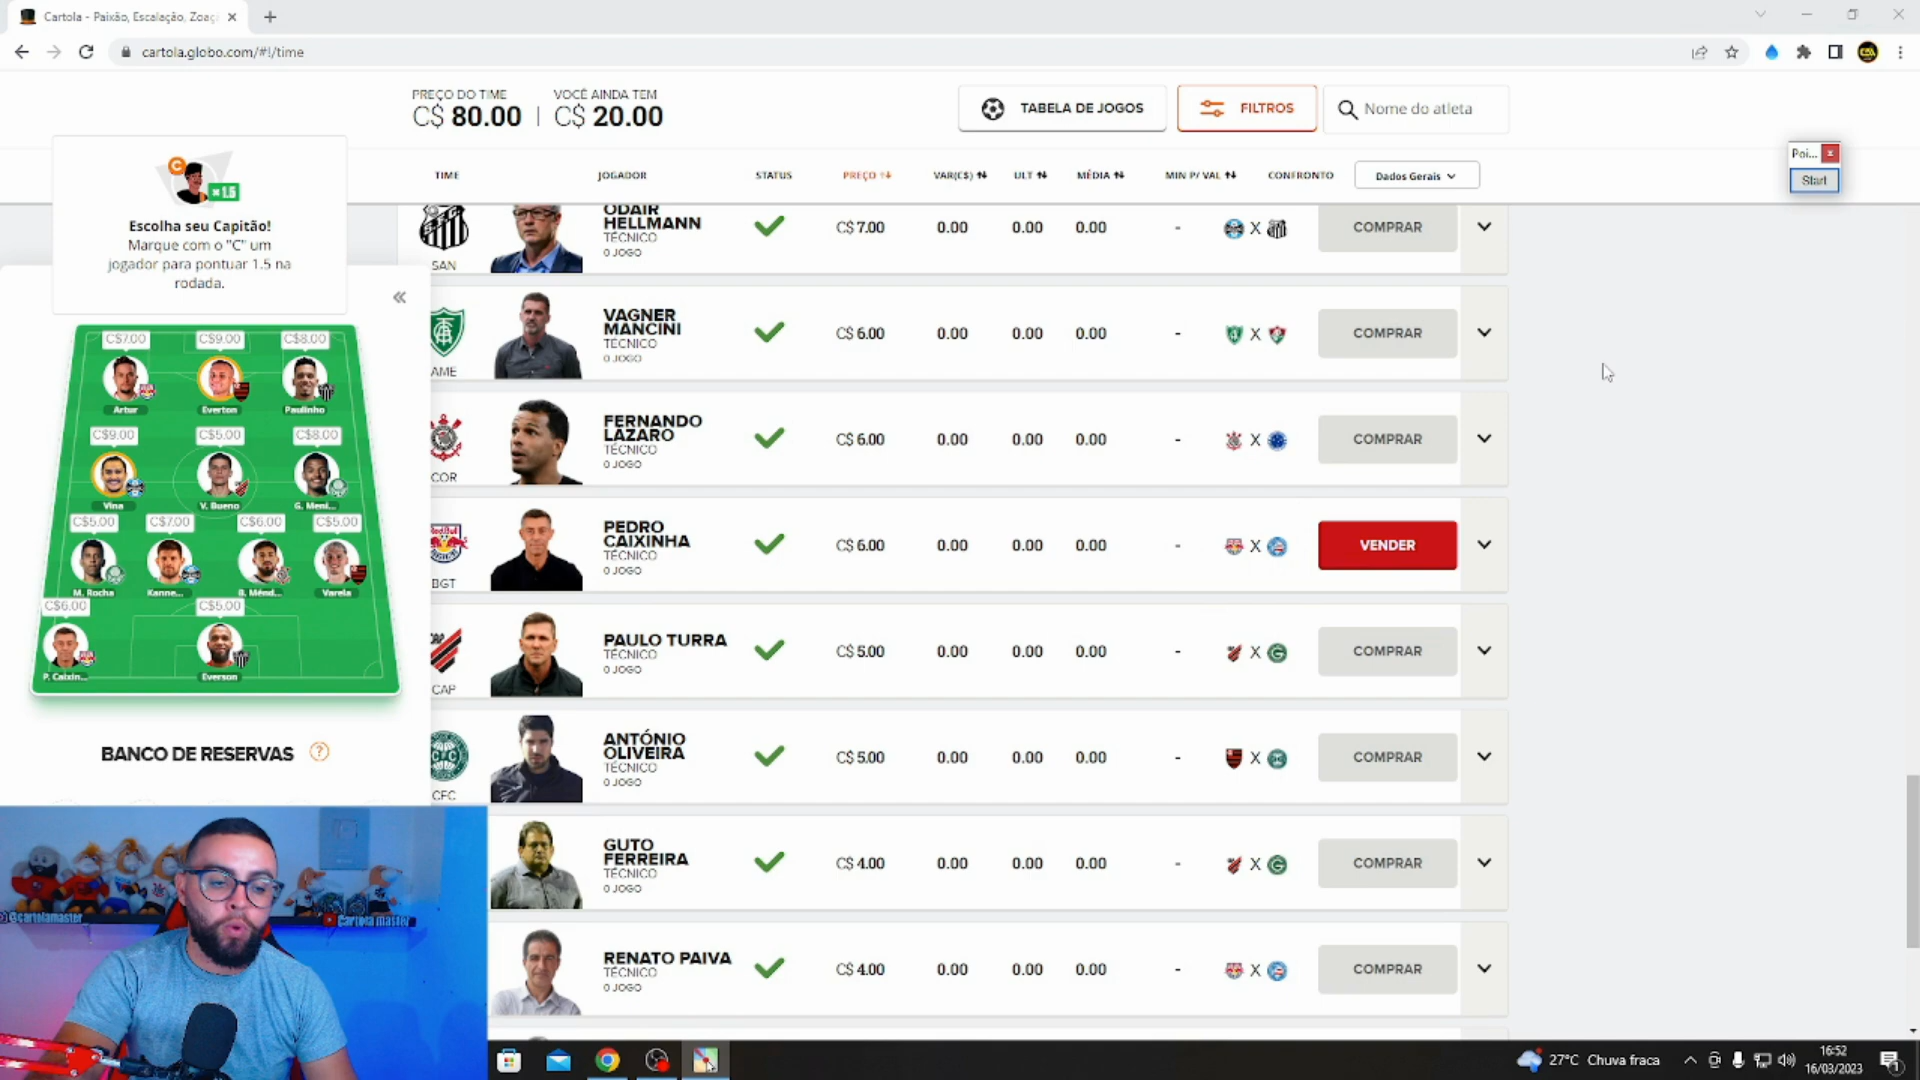 Cartola - Paixão, Escalação, Zoaç
cartola.globo.com/#!/time
PREÇO DO TIME
C$ 80.00
VOCÊ AINDA TEM
C$ 20.00
TABELA DE JOGOS
FILTROS
Nome do atleta
Poi...
Start
TIME
JOGADOR
STATUS
PREÇO
VAR(C$)
ULT
MÉDIA
MIN P/ VAL
CONFRONTO
Dados Gerais
C
x 1.5
Escolha seu Capitão!
Marque com o "C" um
jogador para pontuar 1.5 na
rodada.
C$7.00 C$9.00 C$8.00
Artur Everton Paulinho
C$9.00 C$5.00 C$8.00
Vina V. Bueno G. Meni...
C$5.00 C$7.00 C$6.00 C$5.00
M. Rocha Kanne... B. Ménd... Varela
C$6.00 C$5.00
P. Caixin... Everson
BANCO DE RESERVAS ?
SAN
ODAIR
HELLMANN
TÉCNICO
0 JOGO
C$ 7.00 0.00 0.00 0.00 - X COMPRAR
AME
VAGNER
MANCINI
TÉCNICO
0 JOGO
C$ 6.00 0.00 0.00 0.00 - X COMPRAR
COR
FERNANDO
LAZARO
TÉCNICO
0 JOGO
C$ 6.00 0.00 0.00 0.00 - X COMPRAR
BGT
PEDRO
CAIXINHA
TÉCNICO
0 JOGO
C$ 6.00 0.00 0.00 0.00 - X VENDER
CAP
PAULO TURRA
TÉCNICO
0 JOGO
C$ 5.00 0.00 0.00 0.00 - X COMPRAR
CFC
ANTÓNIO
OLIVEIRA
TÉCNICO
0 JOGO
C$ 5.00 0.00 0.00 0.00 - X COMPRAR
GUTO
FERREIRA
TÉCNICO
0 JOGO
C$ 4.00 0.00 0.00 0.00 - X COMPRAR
RENATO PAIVA
TÉCNICO
0 JOGO
C$ 4.00 0.00 0.00 0.00 - X COMPRAR
@cartolamaster
Cartola master
27°C Chuva fraca
16:52
16/03/2023
1